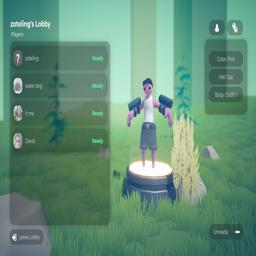 zoteling's Lobby
Players
zoteling Ready
water dog Ready
it me Ready
David Ready
Color: Pink
Hat: Cap
Body: Outfit 1
Leave Lobby
Unready